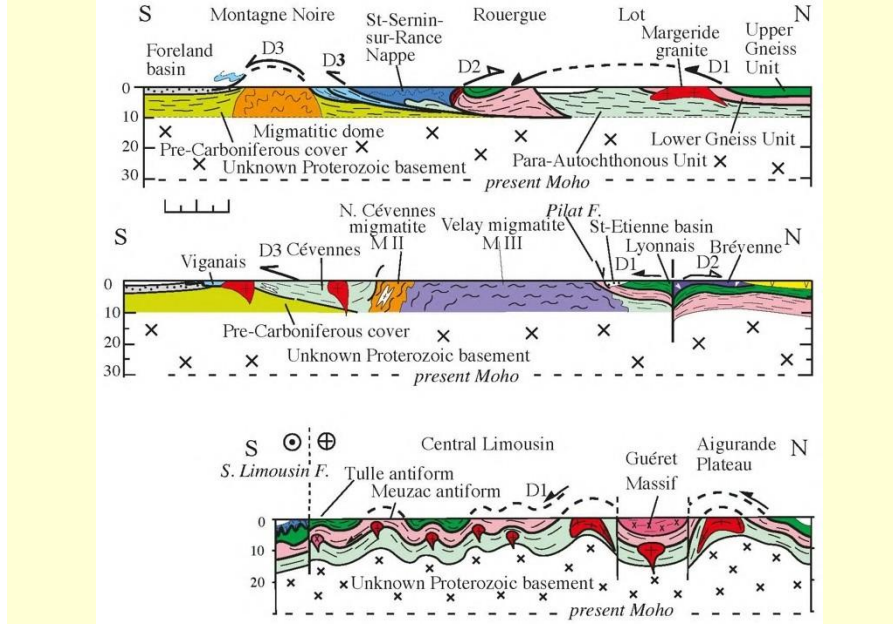 S
Montagne Noire
St-Sernin-
sur-Rance
Nappe
Rouergue
Lot
N
Foreland
basin
D3
D3
D2
Margeride
granite
D1
Upper
Gneiss
Unit
0
10
20
30
Migmatitic dome
Pre-Carboniferous cover
Unknown Proterozoic basement
Para-Autochthonous Unit
Lower Gneiss Unit
present Moho
S
Viganais
D3
Cévennes
N. Cévennes
migmatite
M II
Velay migmatite
M III
Pilat F.
St-Etienne basin
D1
Lyonnais
D2
Brévenne
N
0
10
20
30
Pre-Carboniferous cover
Unknown Proterozoic basement
present Moho
S
S. Limousin F.
Tulle antiform
Meuzac antiform
Central Limousin
D1
Guéret
Massif
Aigurande
Plateau
N
0
10
20
Unknown Proterozoic basement
present Moho